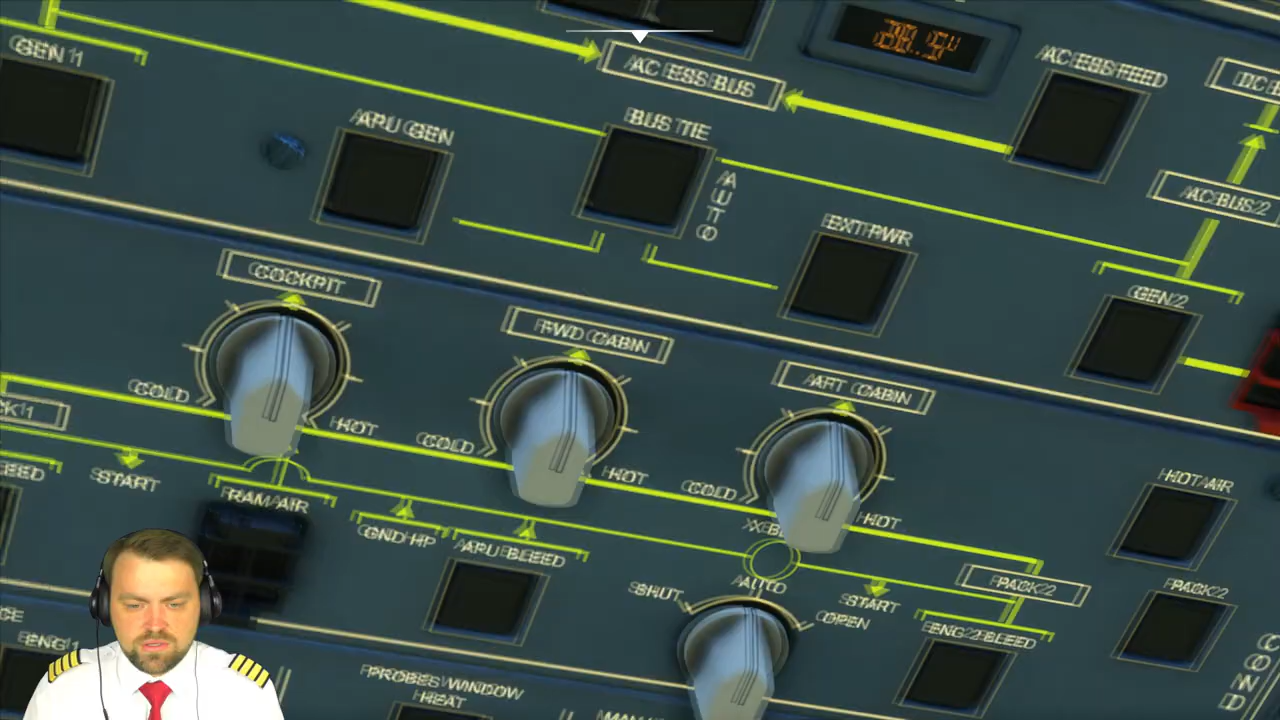 GEN 1
AC ESS BUS
AC ESS FEED
APU GEN
BUS TIE
AUTO
AC BUS 2
EXT PWR
GEN 2
COCKPIT
FWD CABIN
AFT CABIN
COLD
HOT
COLD
HOT
COLD
HOT
START
RAM AIR
GND HP
APU BLEED
SHUT
AUTO
OPEN
START
PACK 2
HOT AIR
PACK 2
ENG 2 BLEED
ENG 1
PROBES/WINDOW
HEAT
COND